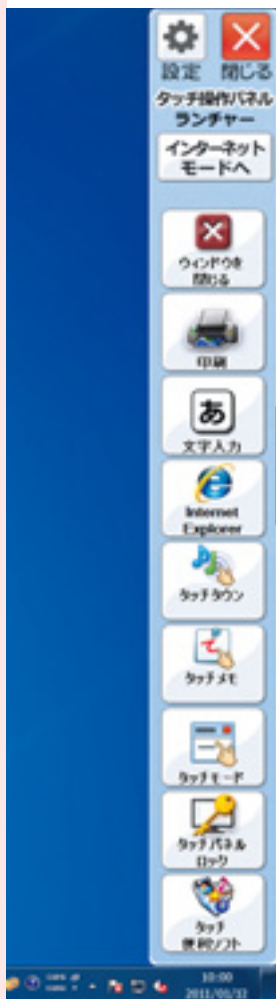 設定 閉じる
タッチ操作パネル
ランチャー
インターネット
モードへ
ウィンドウを
閉じる
印刷
あ
文字入力
Internet
Explorer
タッチタウン
て
タッチメモ
タッチモード
タッチパネル
ロック
タッチ
便利ソフト
10:00
2011/01/12